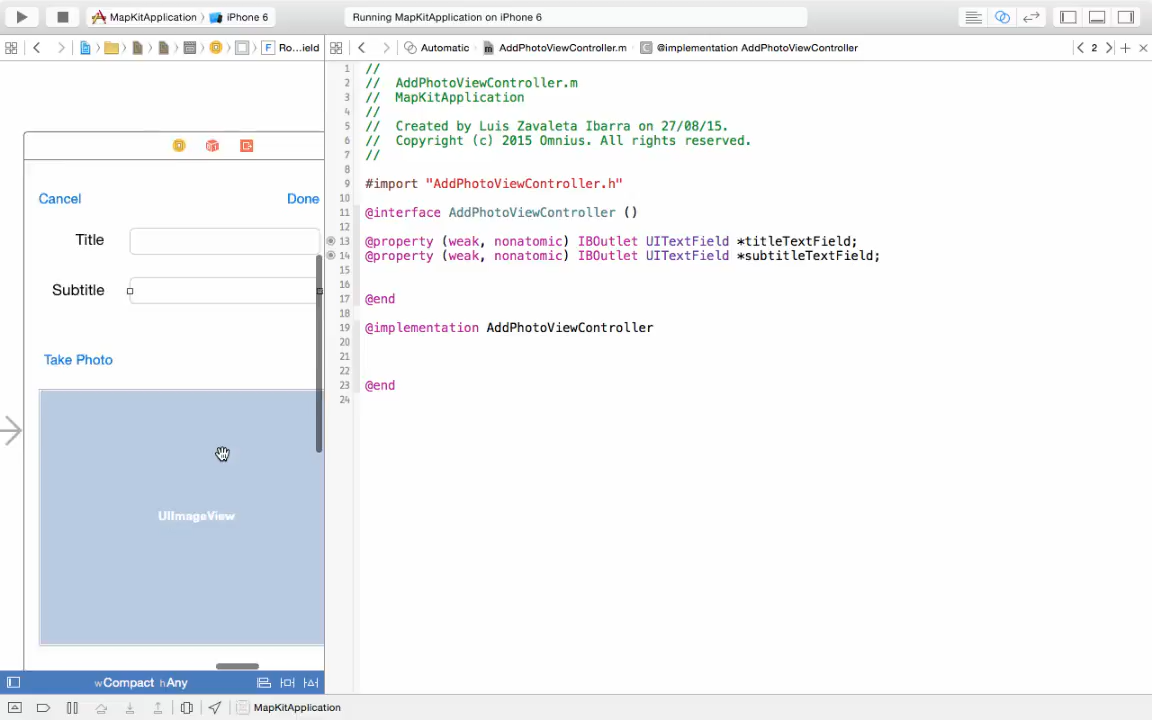 MapKitApplication
iPhone 6
Running MapKitApplication on iPhone 6
F Ro...ield
Automatic
m AddPhotoViewController.m
C @implementation AddPhotoViewController
2
Cancel
Done
Title
Subtitle
Take Photo
UIImageView
1 //
2 // AddPhotoViewController.m
3 // MapKitApplication
4 //
5 // Created by Luis Zavaleta Ibarra on 27/08/15.
6 // Copyright (c) 2015 Omnius. All rights reserved.
7 //
8
9 #import "AddPhotoViewController.h"
10
11 @interface AddPhotoViewController ()
12
13 @property (weak, nonatomic) IBOutlet UITextField *titleTextField;
14 @property (weak, nonatomic) IBOutlet UITextField *subtitleTextField;
15
16
17 @end
18
19 @implementation AddPhotoViewController
20
21
22
23 @end
24
wCompact hAny
MapKitApplication